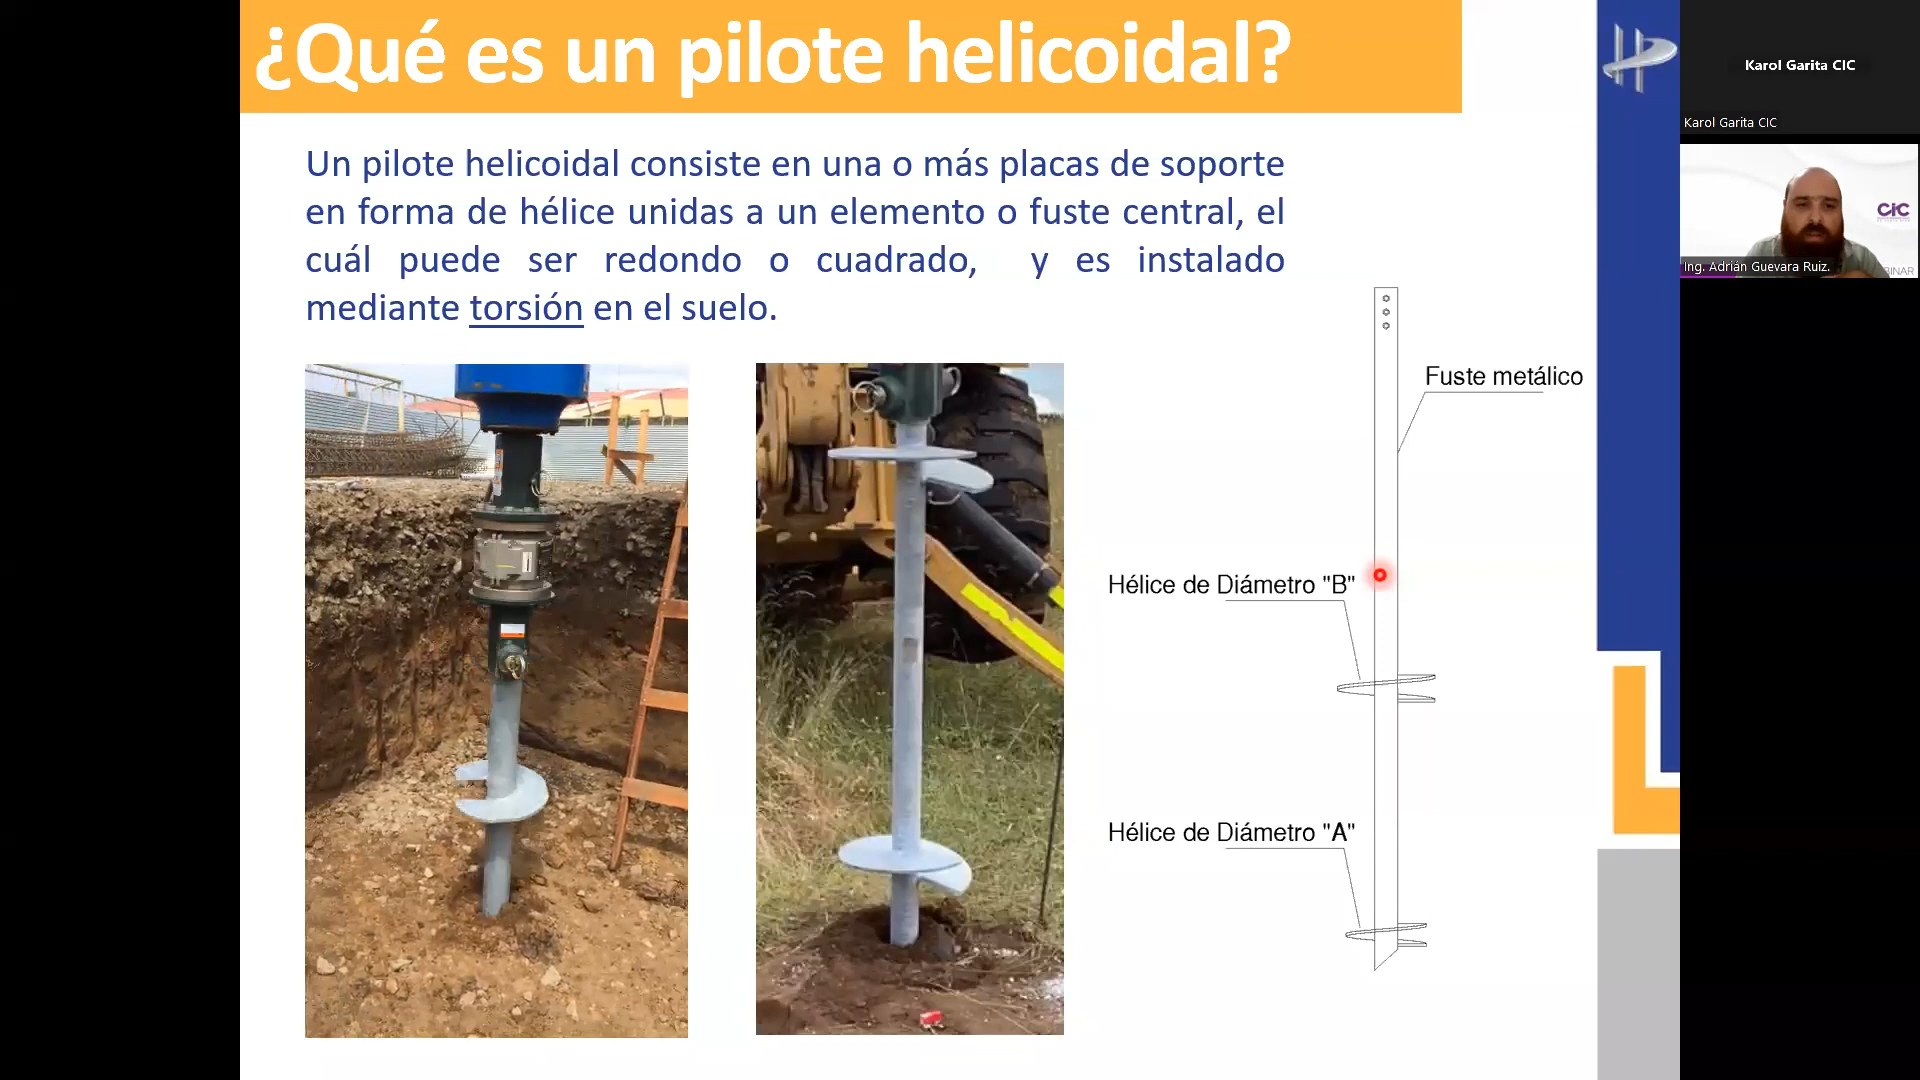 ¿Qué es un pilote helicoidal?
Un pilote helicoidal consiste en una o más placas de soporte
en forma de hélice unidas a un elemento o fuste central, el
cuál puede ser redondo o cuadrado, y es instalado
mediante torsión en el suelo.
Fuste metálico
Hélice de Diámetro "B"
Hélice de Diámetro "A"
Karol Garita CIC
Karol Garita CIC
CIC
Ing. Adrián Guevara Ruiz.